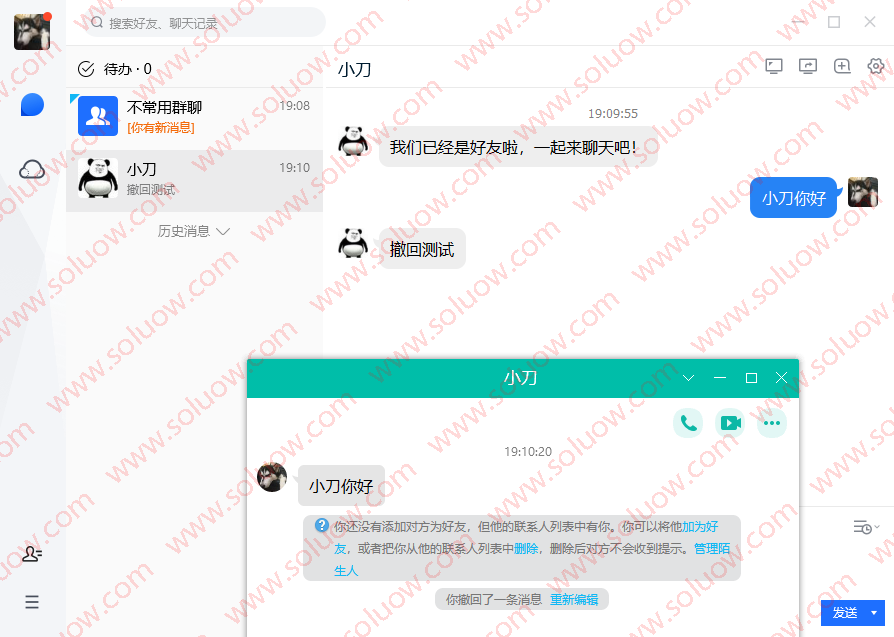 搜索好友、聊天记录
待办 · 0
不常用群聊 19:08
[你有新消息]
小刀 19:10
撤回测试
历史消息
小刀
19:09:55
我们已经是好友啦，一起来聊天吧！
小刀你好
撤回测试
小刀
19:10:20
小刀你好
你还没有添加对方为好友，但他的联系人列表中有你。你可以将他加为好
友，或者把你从他的联系人列表中删除，删除后对方不会收到提示。管理陌
生人
你撤回了一条消息 重新编辑
发送
www.soluow.com